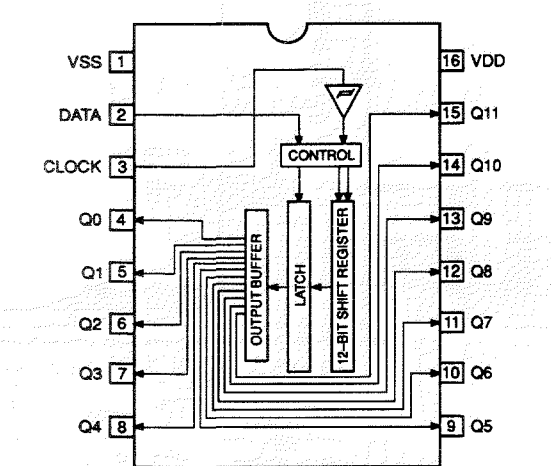 VSS 1
16 VDD
DATA 2
15 Q11
CONTROL
CLOCK 3
14 Q10
Q0 4
13 Q9
OUTPUT BUFFER
LATCH
12-BIT SHIFT REGISTER
Q1 5
12 Q8
Q2 6
11 Q7
Q3 7
10 Q6
Q4 8
9 Q5